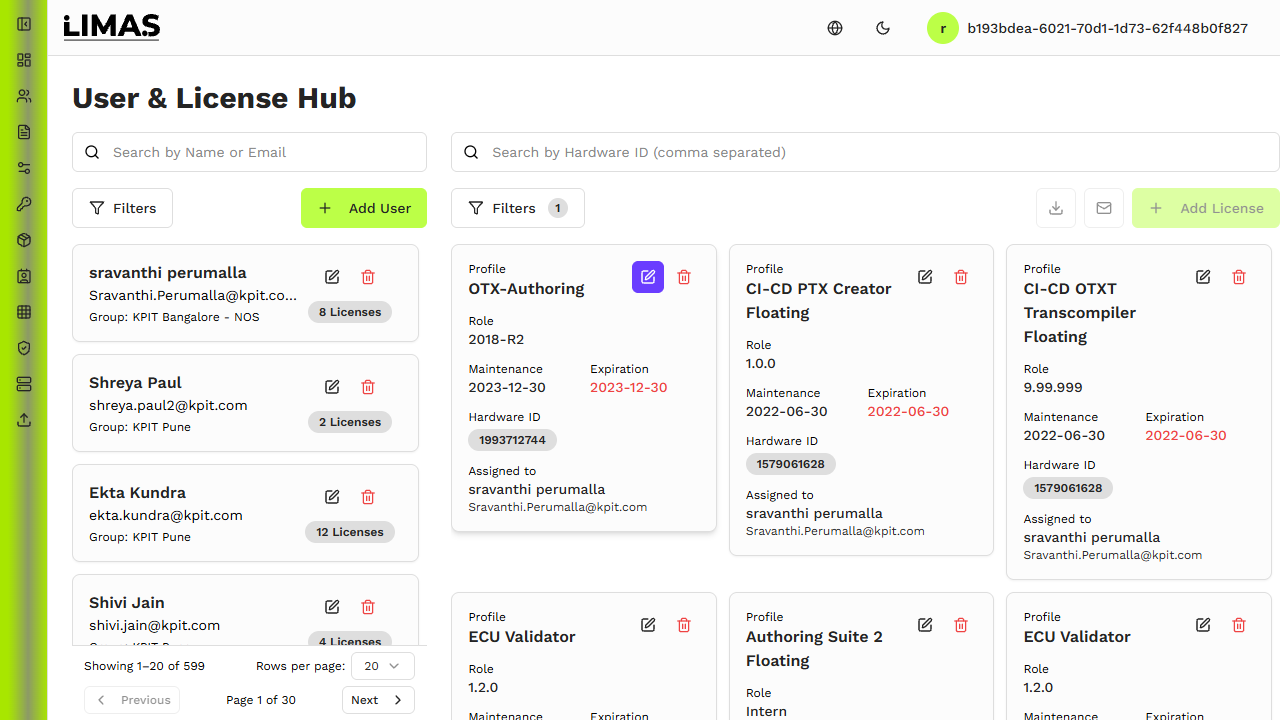 LIMAS
r
b193bdea-6021-70d1-1d73-62f448b0f827
User & License Hub
Search by Name or Email
Search by Hardware ID (comma separated)
Filters
Add User
Filters 1
Add License
sravanthi perumalla
Sravanthi.Perumalla@kpit.co...
Group: KPIT Bangalore - NOS
8 Licenses
Shreya Paul
shreya.paul2@kpit.com
Group: KPIT Pune
2 Licenses
Ekta Kundra
ekta.kundra@kpit.com
Group: KPIT Pune
12 Licenses
Shivi Jain
shivi.jain@kpit.com
4 Licenses
Showing 1–20 of 599
Rows per page: 20
Previous
Page 1 of 30
Next
Profile
OTX-Authoring
Role
2018-R2
Maintenance
2023-12-30
Expiration
2023-12-30
Hardware ID
1993712744
Assigned to
sravanthi perumalla
Sravanthi.Perumalla@kpit.com
Profile
CI-CD PTX Creator
Floating
Role
1.0.0
Maintenance
2022-06-30
Expiration
2022-06-30
Hardware ID
1579061628
Assigned to
sravanthi perumalla
Sravanthi.Perumalla@kpit.com
Profile
CI-CD OTXT
Transcompiler
Floating
Role
9.99.999
Maintenance
2022-06-30
Expiration
2022-06-30
Hardware ID
1579061628
Assigned to
sravanthi perumalla
Sravanthi.Perumalla@kpit.com
Profile
ECU Validator
Role
1.2.0
Maintenance
Expiration
Profile
Authoring Suite 2
Floating
Role
Intern
Profile
ECU Validator
Role
1.2.0
Maintenance
Expiration